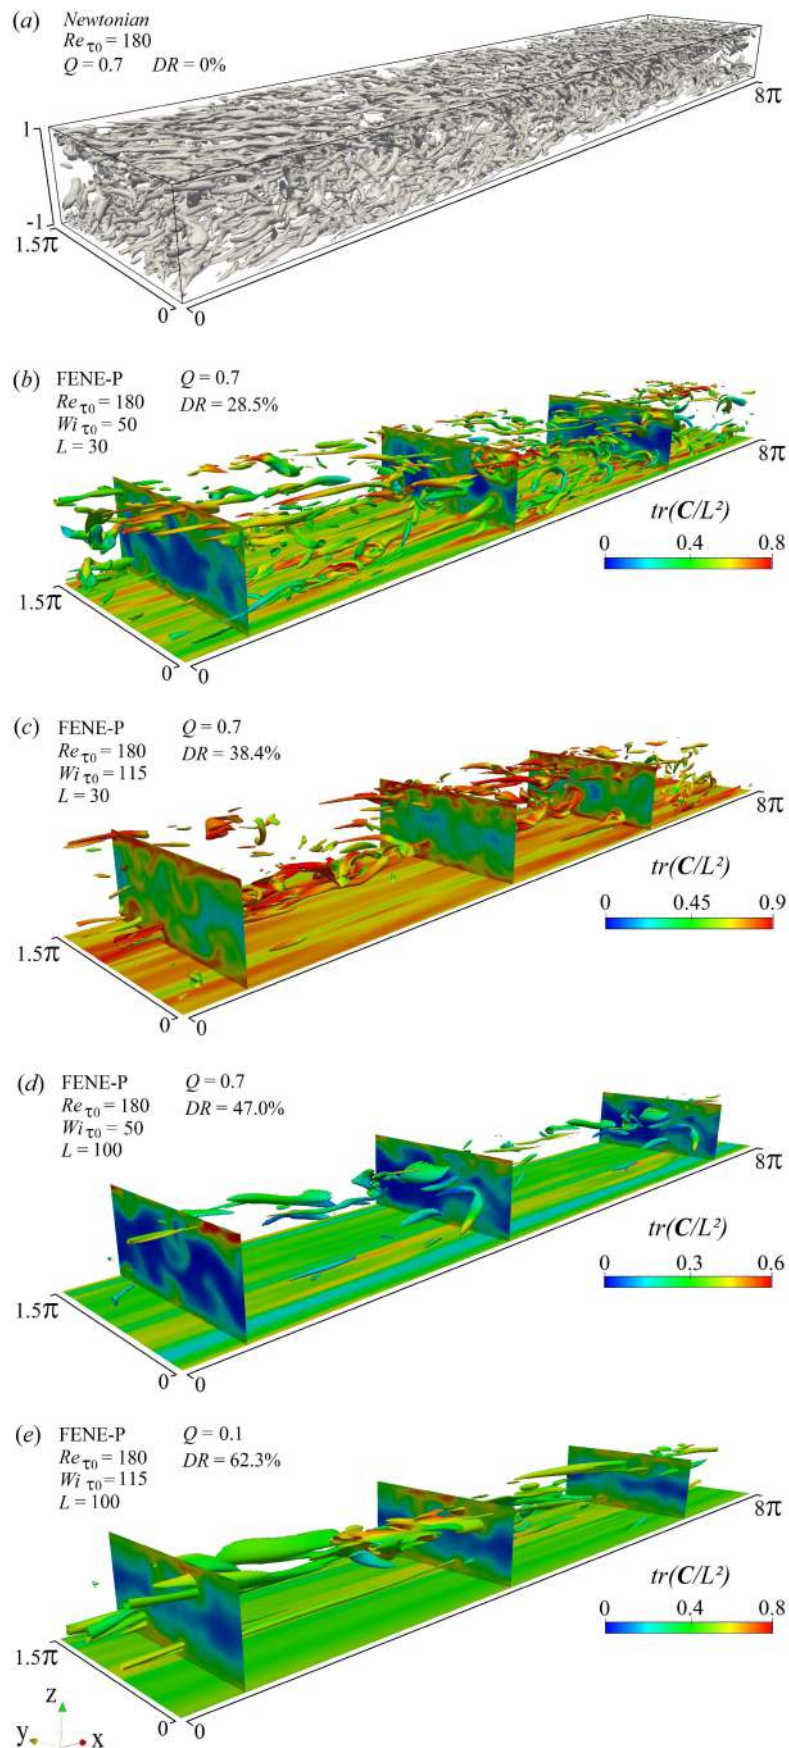 (a) Newtonian
Re τ0 = 180
Q = 0.7 DR = 0%
1
-1
1.5π
0
0
8π
(b) FENE-P Q = 0.7
Re τ0 = 180 DR = 28.5%
Wi τ0 = 50
L = 30
8π
tr(C/L²)
0 0.4 0.8
1.5π
0
0
(c) FENE-P Q = 0.7
Re τ0 = 180 DR = 38.4%
Wi τ0 = 115
L = 30
8π
tr(C/L²)
0 0.45 0.9
1.5π
0
0
(d) FENE-P Q = 0.7
Re τ0 = 180 DR = 47.0%
Wi τ0 = 50
L = 100
8π
tr(C/L²)
0 0.3 0.6
1.5π
0
0
(e) FENE-P Q = 0.1
Re τ0 = 180 DR = 62.3%
Wi τ0 = 115
L = 100
8π
tr(C/L²)
0 0.4 0.8
1.5π
0
0
z
y x